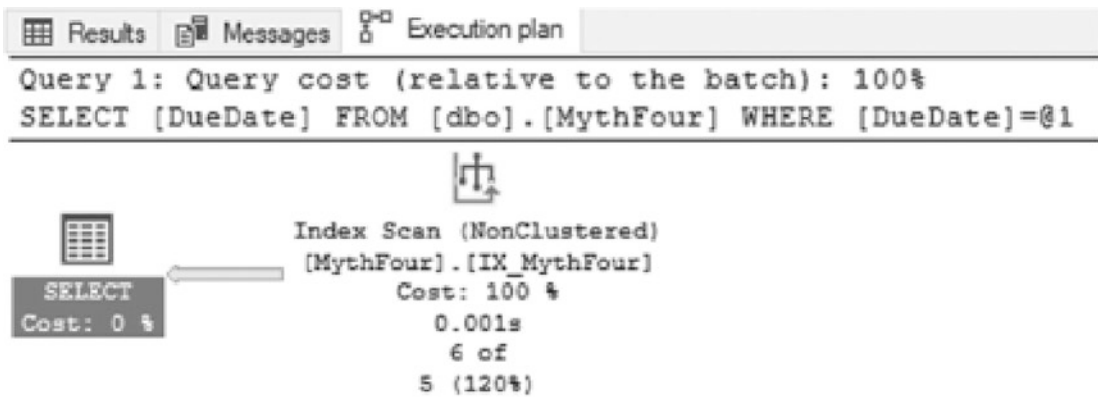 Results Messages Execution plan
Query 1: Query cost (relative to the batch): 100%
SELECT [DueDate] FROM [dbo].[MythFour] WHERE [DueDate]=@1
Index Scan (NonClustered)
[MythFour].[IX_MythFour]
Cost: 100 %
0.001s
6 of
5 (120%)
SELECT
Cost: 0 %